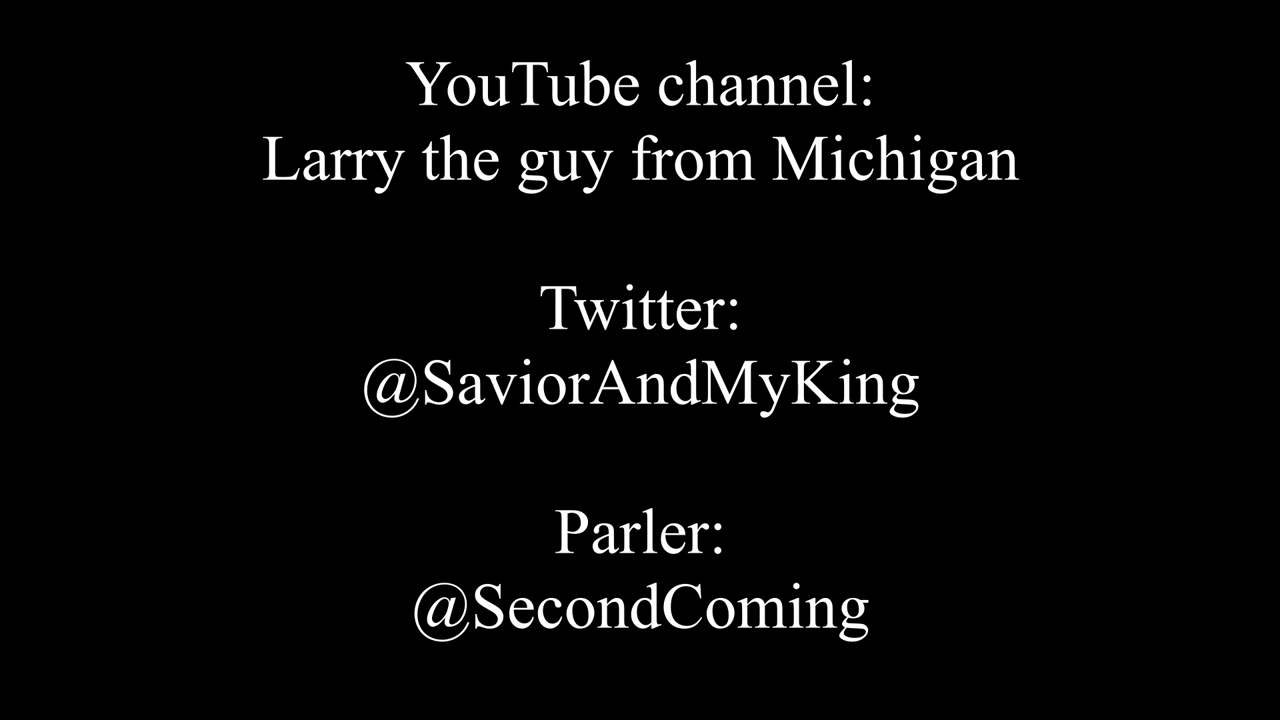 YouTube channel:
Larry the guy from Michigan
Twitter:
@SaviorAndMyKing
Parler:
@SecondComing